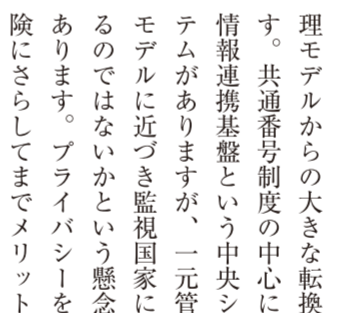 理モデルからの大きな転換
す。共通番号制度の中心に
情報連携基盤という中央シ
テムがありますが、一元管
モデルに近づき監視国家に
るのではないかという懸念
あります。プライバシーを
険にさらしてまでメリット